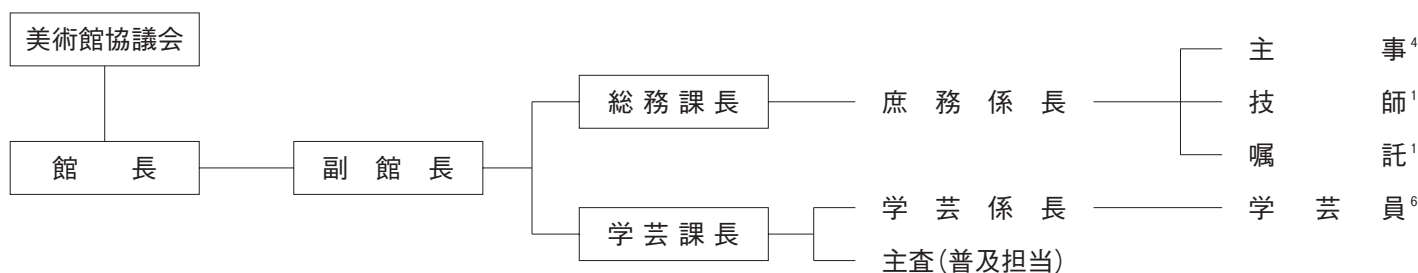 美術館協議会
主事4
総務課長
庶務係長
技師1
館長
副館長
嘱託1
学芸課長
学芸係長
学芸員6
主査(普及担当)